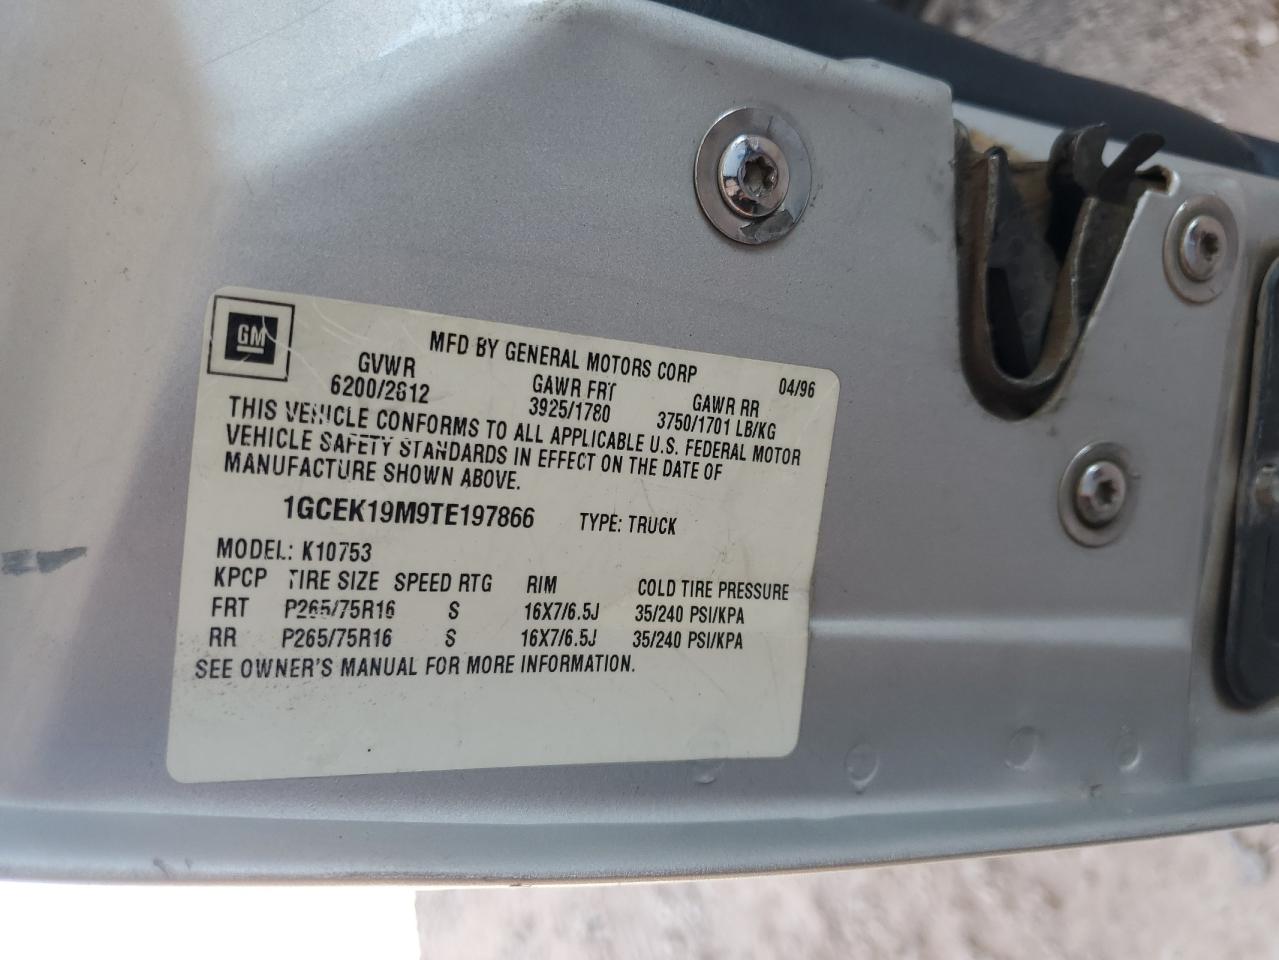 GM
MFD BY GENERAL MOTORS CORP 04/96
GVWR GAWR FRT GAWR RR
6200/2812 3925/1780 3750/1701 LB/KG
THIS VEHICLE CONFORMS TO ALL APPLICABLE U.S. FEDERAL MOTOR
VEHICLE SAFETY STANDARDS IN EFFECT ON THE DATE OF
MANUFACTURE SHOWN ABOVE.
1GCEK19M9TE197866 TYPE: TRUCK
MODEL: K10753
KPCP TIRE SIZE SPEED RTG RIM COLD TIRE PRESSURE
FRT P265/75R16 S 16X7/6.5J 35/240 PSI/KPA
RR P265/75R16 S 16X7/6.5J 35/240 PSI/KPA
SEE OWNER'S MANUAL FOR MORE INFORMATION.